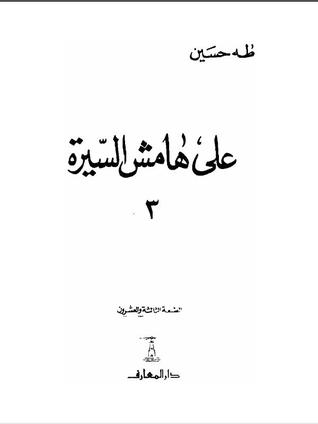 طه حسين
على هامش السيرة
٣
الطبعة الثالثة والعشرون
دار المعارف